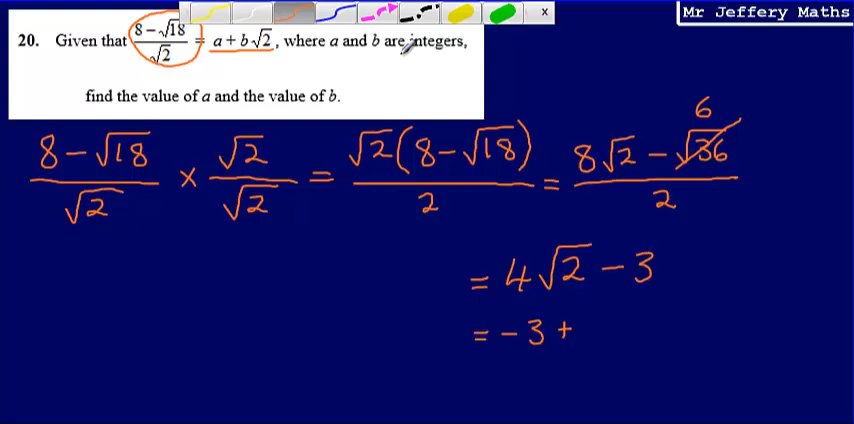 x
Mr Jeffery Maths
20. Given that (8 − √18)/√2 = a + b√2, where a and b are integers,
find the value of a and the value of b.
(8 − √18)/√2 × √2/√2 = √2(8 − √18)/2 = (8√2 − √36)/2
6
= 4√2 − 3
= −3 +